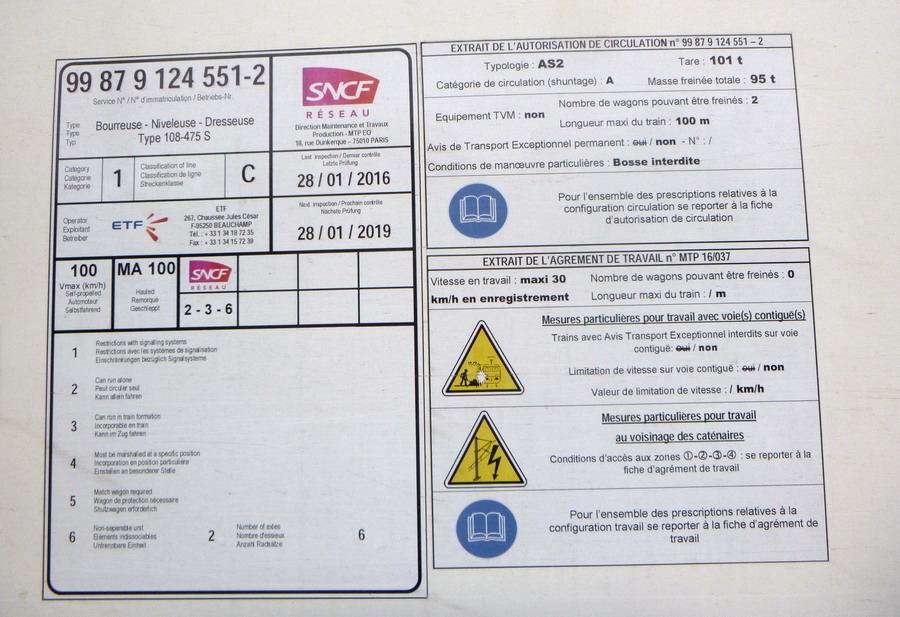 99 87 9 124 551-2
Service N° / N° d'immatriculation / Betriebs-Nr.
Type
Type
Typ
Bourreuse - Niveleuse - Dresseuse
Type 108-475 S
SNCF
RÉSEAU
Direction Maintenance et Travaux
Production - MTP EO
18, rue Dunkerque – 75010 PARIS
Category
Catégorie
Kategorie
1
Classification of line
Classification de ligne
Streckenklasse
C
Last inspection / Dernier contrôle
Letzte Prüfung
28 / 01 / 2016
Operator
Exploitant
Betreiber
ETF
ETF
267, Chaussée Jules César
F-95250 BEAUCHAMP
Tél. : + 33 1 34 18 72 35
Fax : + 33 1 34 15 72 39
Next inspection / Prochain contrôle
Nächste Prüfung
28 / 01 / 2019
100
Vmax (km/h)
Self-propelled
Automoteur
Selbstfahrend
MA 100
Hauled
Remorqué
Geschleppt
SNCF
RÉSEAU
2 - 3 - 6
1
Restrictions with signalling systems
Restrictions avec les systèmes de signalisation
Einschränkungen bezüglich Signalsysteme
2
Can run alone
Peut circuler seul
Kann allein fahren
3
Can run in train formation
Incorporable en train
Kann im Zug fahren
4
Must be marshalled at a specific position
Incorporation en position particulière
Einstellen an besonderer Stelle
5
Match wagon required
Wagon de protection nécessaire
Shutzwagen erforderlich
6
Non-seperable unit
Eléments indissociables
Untrennbare Einheit
2
Number of axles
Nombre d'essieux
Anzahl Radsätze
6
EXTRAIT DE L'AUTORISATION DE CIRCULATION n° 99 87 9 124 551 – 2
Typologie : AS2
Tare : 101 t
Catégorie de circulation (shuntage) : A
Masse freinée totale : 95 t
Equipement TVM : non
Nombre de wagons pouvant être freinés : 2
Longueur maxi du train : 100 m
Avis de Transport Exceptionnel permanent : oui / non - N° : /
Conditions de manœuvre particulières : Bosse interdite
Pour l'ensemble des prescriptions relatives à la
configuration circulation se reporter à la fiche
d'autorisation de circulation
EXTRAIT DE L'AGREMENT DE TRAVAIL n° MTP 16/037
Vitesse en travail : maxi 30
km/h en enregistrement
Nombre de wagons pouvant être freinés : 0
Longueur maxi du train : / m
Mesures particulières pour travail avec voie(s) contiguë(s)
Trains avec Avis Transport Exceptionnel interdits sur voie
contiguë: oui / non
Limitation de vitesse sur voie contiguë : oui / non
Valeur de limitation de vitesse : / km/h
Mesures particulières pour travail
au voisinage des caténaires
Conditions d'accès aux zones ①-②-③-④ : se reporter à la
fiche d'agrément de travail
Pour l'ensemble des prescriptions relatives à la
configuration travail se reporter à la fiche d'agrément de
travail